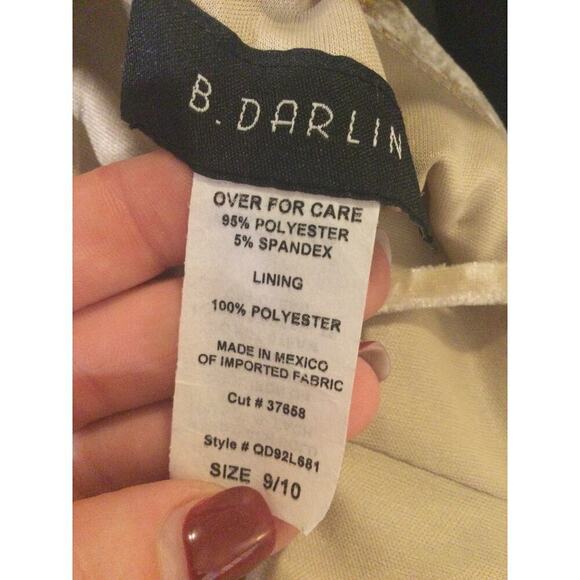 B. DARLIN
OVER FOR CARE
95% POLYESTER
5% SPANDEX
LINING
100% POLYESTER
MADE IN MEXICO
OF IMPORTED FABRIC
Cut # 37658
Style # QD92L681
SIZE 9/10